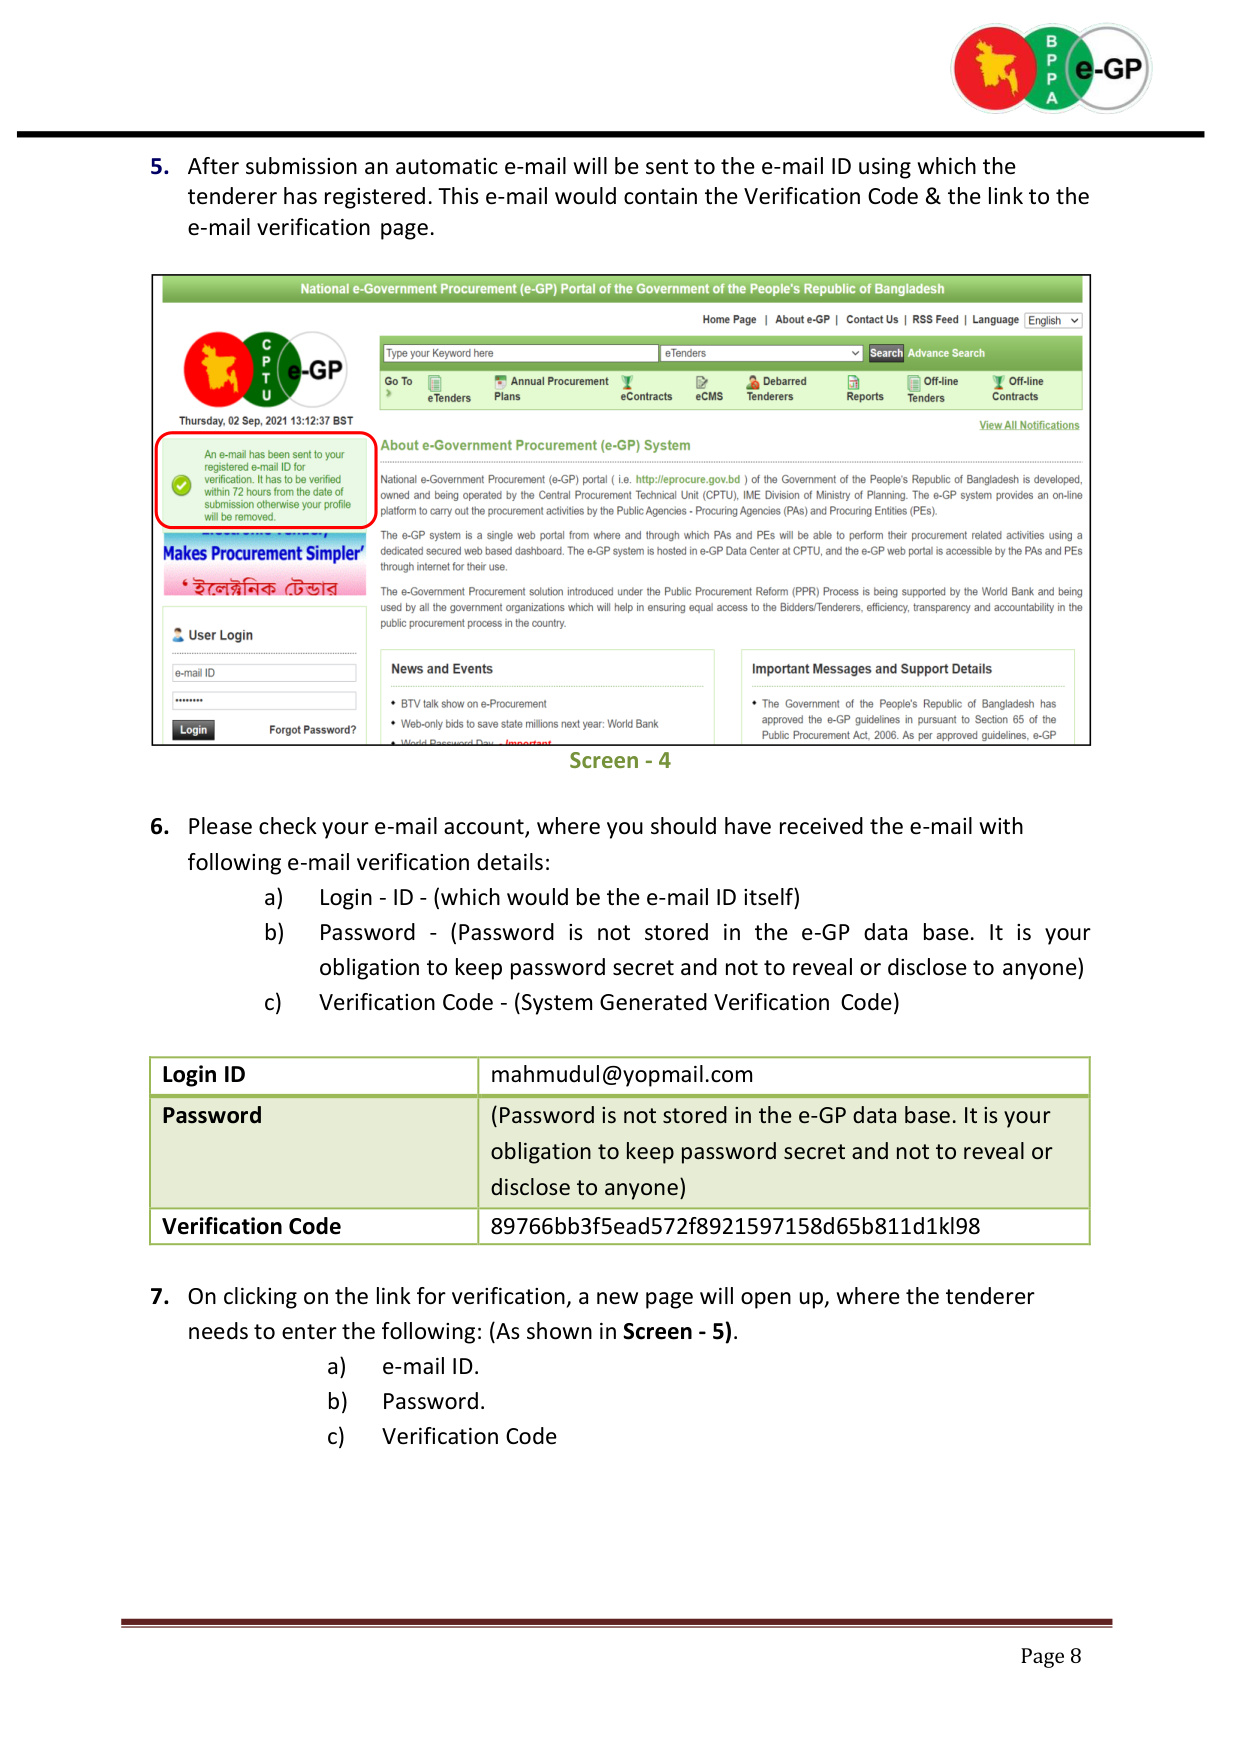 B
P
P
A
e-GP
5. After submission an automatic e-mail will be sent to the e-mail ID using which the
tenderer has registered. This e-mail would contain the Verification Code & the link to the
e-mail verification page.
National e-Government Procurement (e-GP) Portal of the Government of the People's Republic of Bangladesh
Home Page | About e-GP | Contact Us | RSS Feed | Language English
C
P
T
U
e-GP
Type your Keyword here eTenders Search Advance Search
Go To eTenders Annual Procurement Plans eContracts eCMS Debarred Tenderers Reports Off-line Tenders Off-line Contracts
Thursday, 02 Sep, 2021 13:12:37 BST
View All Notifications
An e-mail has been sent to your
registered e-mail ID for
verification. It has to be verified
within 72 hours from the date of
submission otherwise your profile
will be removed.
About e-Government Procurement (e-GP) System
National e-Government Procurement (e-GP) portal ( i.e. http://eprocure.gov.bd ) of the Government of the People's Republic of Bangladesh is developed,
owned and being operated by the Central Procurement Technical Unit (CPTU), IME Division of Ministry of Planning. The e-GP system provides an on-line
platform to carry out the procurement activities by the Public Agencies - Procuring Agencies (PAs) and Procuring Entities (PEs).
The e-GP system is a single web portal from where and through which PAs and PEs will be able to perform their procurement related activities using a
dedicated secured web based dashboard. The e-GP system is hosted in e-GP Data Center at CPTU, and the e-GP web portal is accessible by the PAs and PEs
through internet for their use.
The e-Government Procurement solution introduced under the Public Procurement Reform (PPR) Process is being supported by the World Bank and being
used by all the government organizations which will help in ensuring equal access to the Bidders/Tenderers, efficiency, transparency and accountability in the
public procurement process in the country.
Electronic Tender,
Makes Procurement Simpler'
‘ ইলেক্ট্রনিক টেন্ডার
User Login
e-mail ID
••••••••
Login Forgot Password?
News and Events
• BTV talk show on e-Procurement
• Web-only bids to save state millions next year: World Bank
• World Password Day - Important
Important Messages and Support Details
• The Government of the People's Republic of Bangladesh has
approved the e-GP guidelines in pursuant to Section 65 of the
Public Procurement Act, 2006. As per approved guidelines, e-GP
Screen - 4
6. Please check your e-mail account, where you should have received the e-mail with
following e-mail verification details:
a) Login - ID - (which would be the e-mail ID itself)
b) Password - (Password is not stored in the e-GP data base. It is your
obligation to keep password secret and not to reveal or disclose to anyone)
c) Verification Code - (System Generated Verification Code)
Login ID mahmudul@yopmail.com
Password (Password is not stored in the e-GP data base. It is your
obligation to keep password secret and not to reveal or
disclose to anyone)
Verification Code 89766bb3f5ead572f8921597158d65b811d1kl98
7. On clicking on the link for verification, a new page will open up, where the tenderer
needs to enter the following: (As shown in Screen - 5).
a) e-mail ID.
b) Password.
c) Verification Code
Page 8